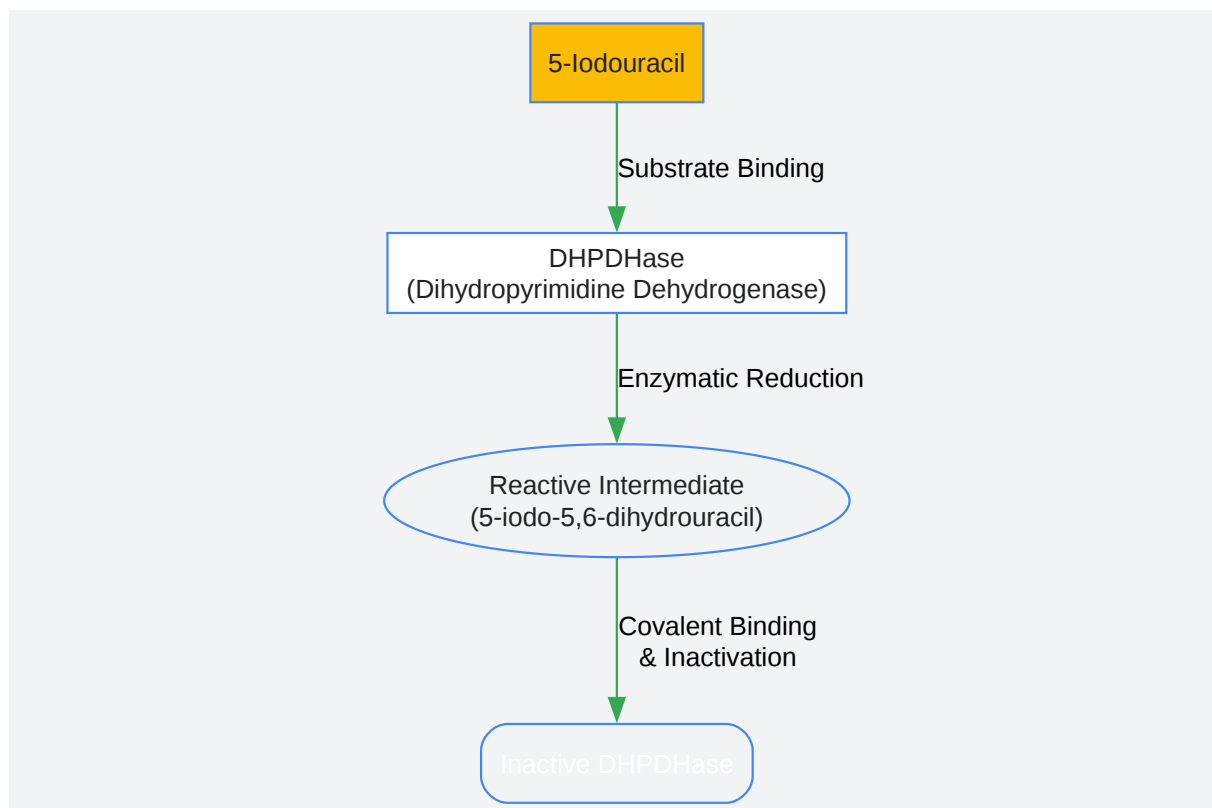 5-Iodouracil
Substrate Binding
DHPDHase
(Dihydropyrimidine Dehydrogenase)
Enzymatic Reduction
Reactive Intermediate
(5-iodo-5,6-dihydrouracil)
Covalent Binding
& Inactivation
Inactive DHPDHase